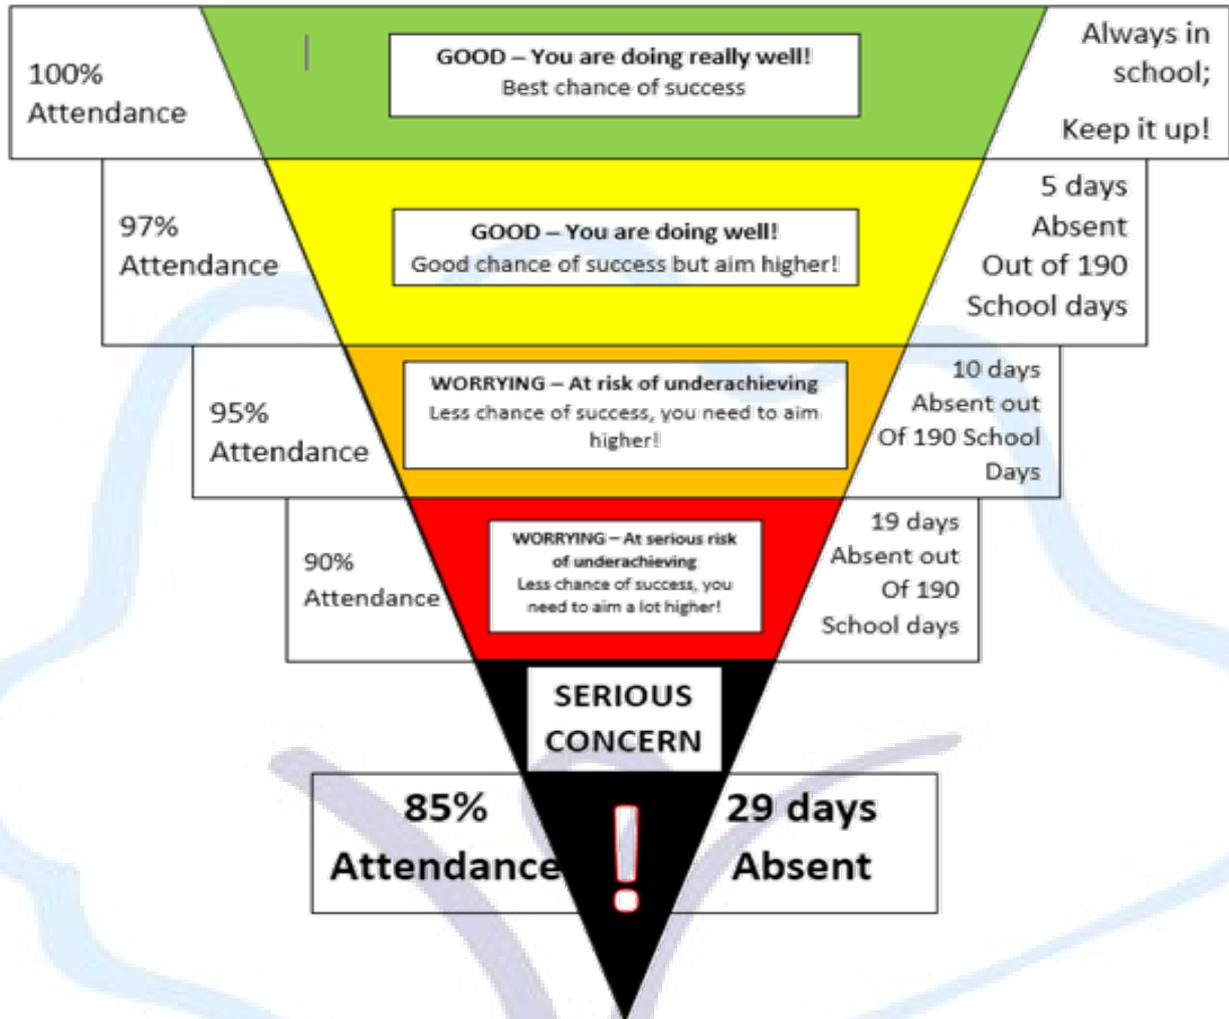 100%
Attendance
GOOD – You are doing really well!
Best chance of success
Always in
school;
Keep it up!
97%
Attendance
GOOD – You are doing well!
Good chance of success but aim higher!
5 days
Absent
Out of 190
School days
95%
Attendance
WORRYING – At risk of underachieving
Less chance of success, you need to aim
higher!
10 days
Absent out
Of 190 School
Days
90%
Attendance
WORRYING – At serious risk
of underachieving
Less chance of success, you
need to aim a lot higher!
19 days
Absent out
Of 190
School days
SERIOUS
CONCERN
85%
Attendance
!
29 days
Absent